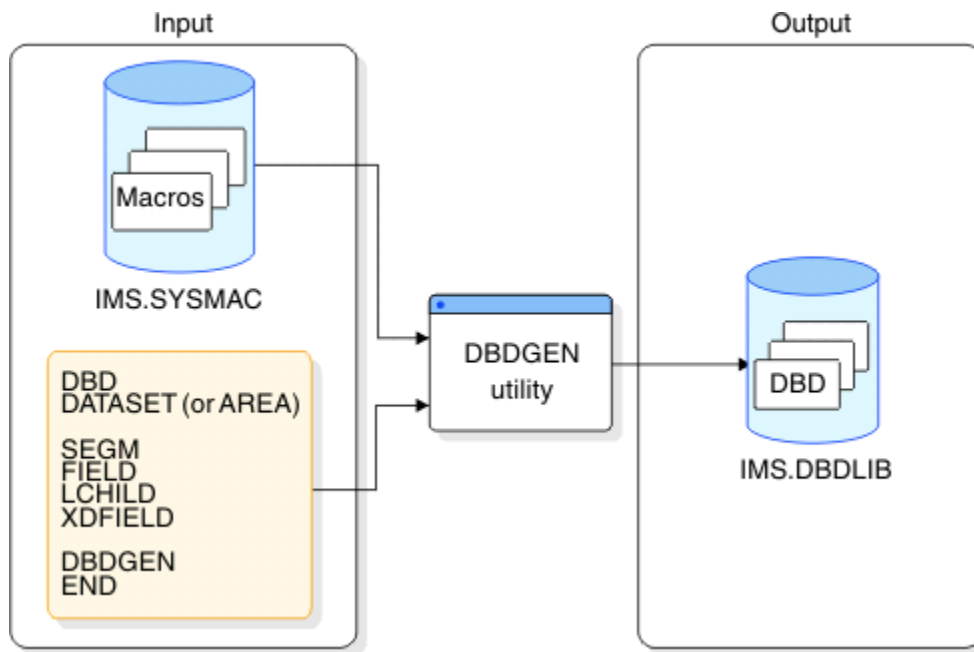 Input
Output
Macros
IMS.SYSMAC
DBD
DATASET (or AREA)
SEGM
FIELD
LCHILD
XDFIELD
DBDGEN
END
DBDGEN
utility
DBD
IMS.DBDLIB